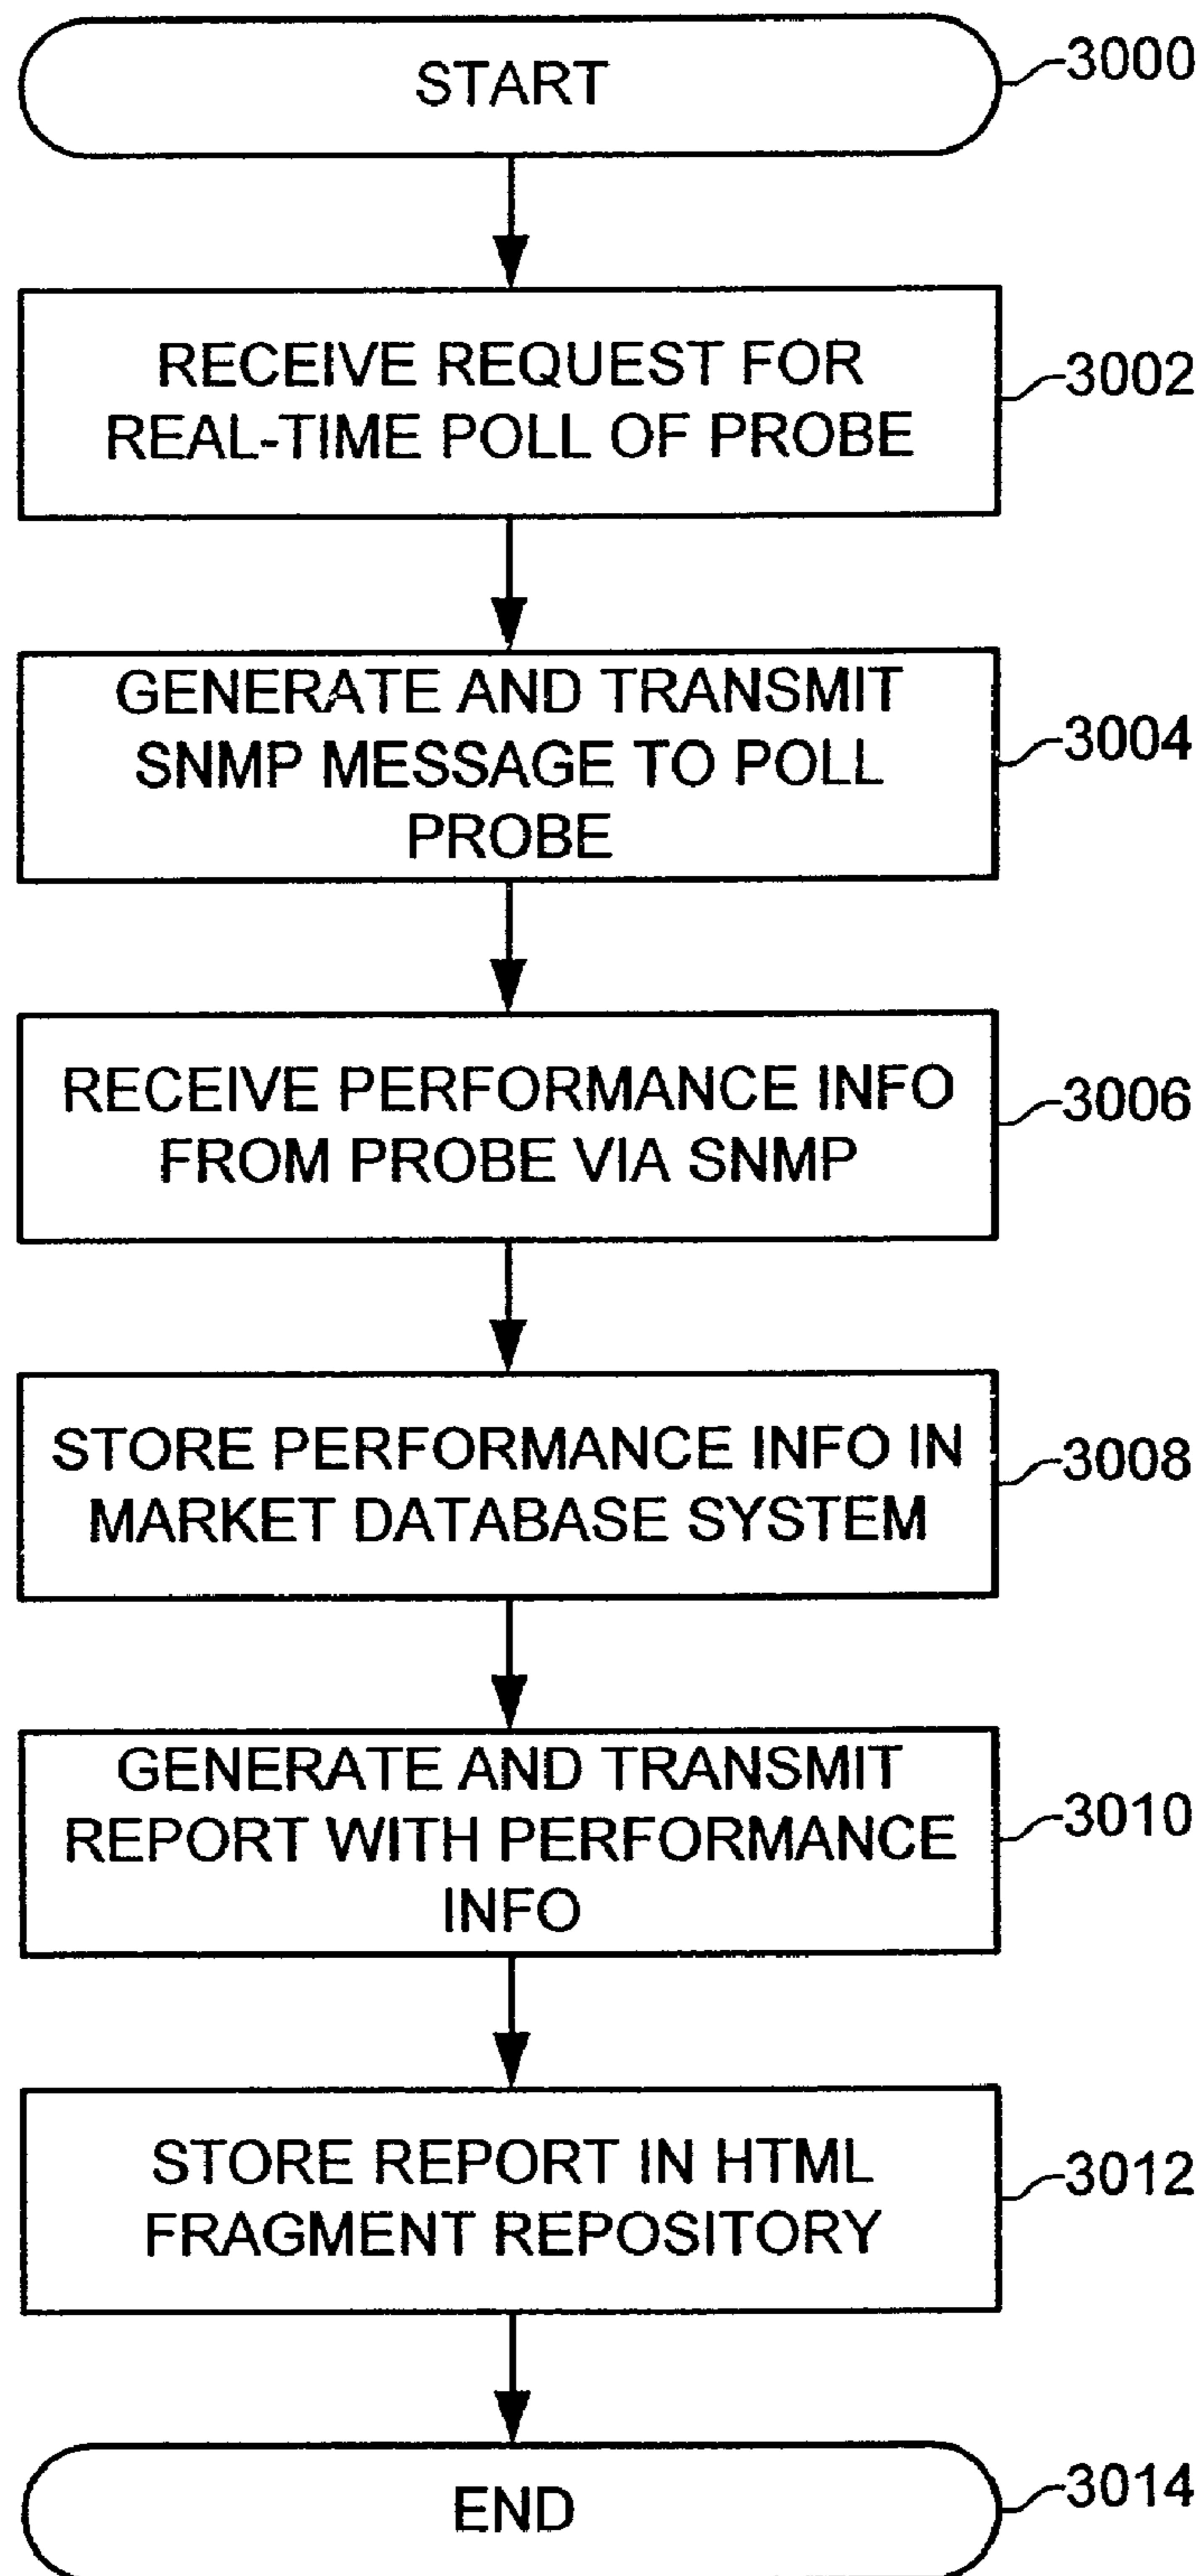 START
3000
RECEIVE REQUEST FOR
REAL-TIME POLL OF PROBE
3002
GENERATE AND TRANSMIT
SNMP MESSAGE TO POLL
PROBE
3004
RECEIVE PERFORMANCE INFO
FROM PROBE VIA SNMP
3006
STORE PERFORMANCE INFO IN
MARKET DATABASE SYSTEM
3008
GENERATE AND TRANSMIT
REPORT WITH PERFORMANCE
INFO
3010
STORE REPORT IN HTML
FRAGMENT REPOSITORY
3012
END
3014